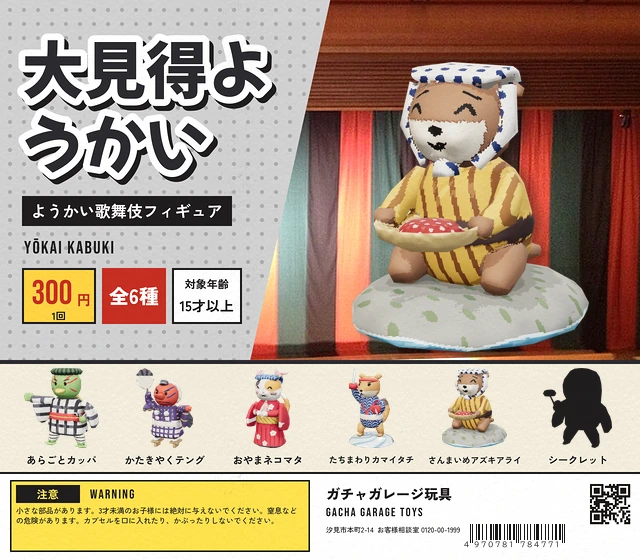 大見得よ
うかい
ようかい歌舞伎フィギュア
YŌKAI KABUKI
300円
1回
全6種
対象年齢
15才以上
あらごとカッパ
かたきやくテング
おやまネコマタ
たちまわりカマイタチ
さんまいめアズキアライ
シークレット
注意 WARNING
小さな部品があります。3才未満のお子様には絶対に与えないでください。窒息など
の危険があります。カプセルを口に入れたり、かぶったりしないでください。
ガチャガレージ玩具
GACHA GARAGE TOYS
汐見市本町2-14 お客様相談室 0120-00-1999
4 970781 784771